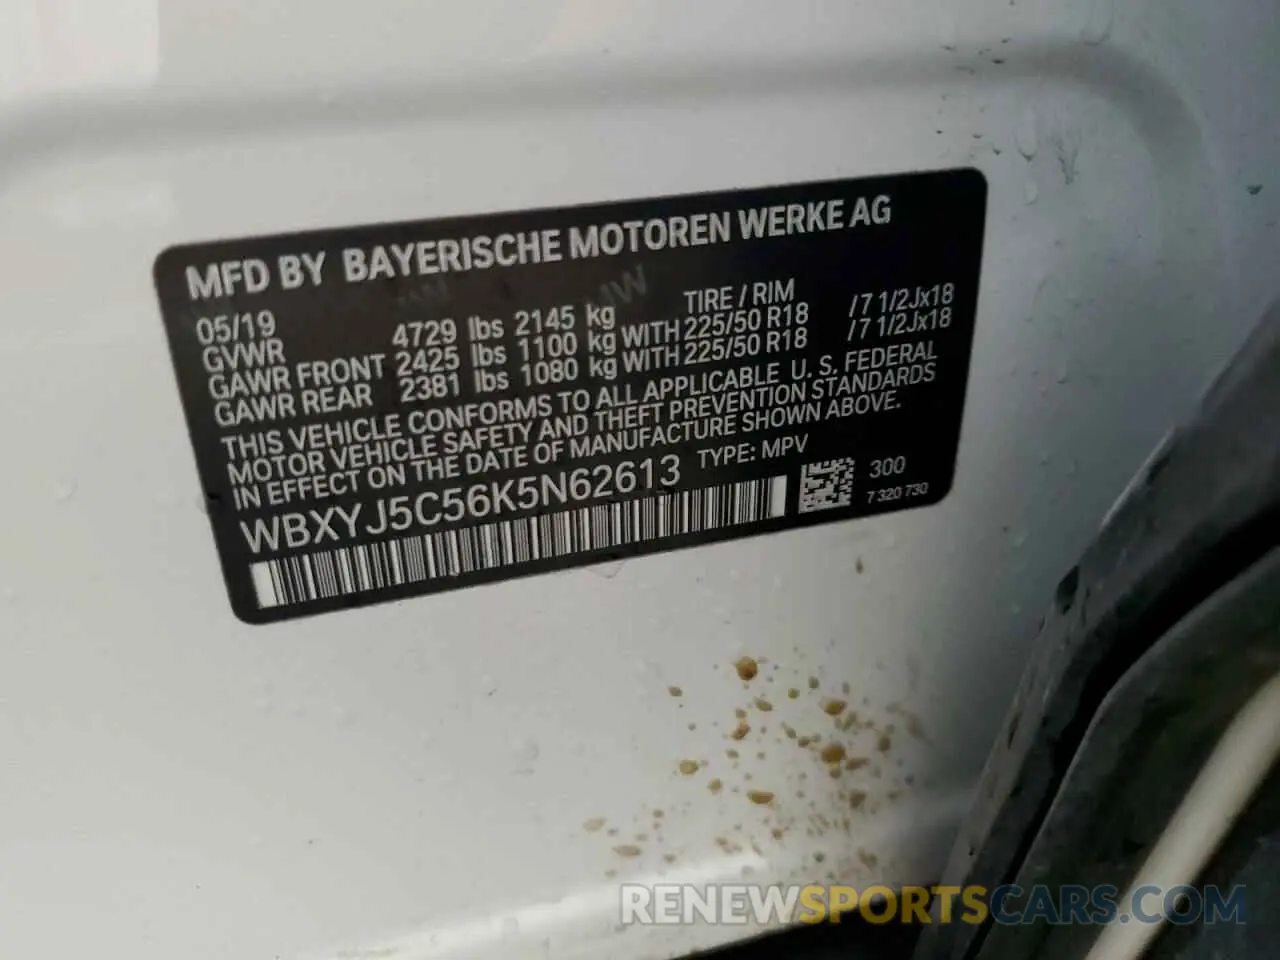 MFD BY BAYERISCHE MOTOREN WERKE AG
05/19 TIRE / RIM
GVWR 4729 lbs 2145 kg
GAWR FRONT 2425 lbs 1100 kg WITH 225/50 R18 /7 1/2Jx18
GAWR REAR 2381 lbs 1080 kg WITH 225/50 R18 /7 1/2Jx18
THIS VEHICLE CONFORMS TO ALL APPLICABLE U. S. FEDERAL
MOTOR VEHICLE SAFETY AND THEFT PREVENTION STANDARDS
IN EFFECT ON THE DATE OF MANUFACTURE SHOWN ABOVE.
WBXYJ5C56K5N62613 TYPE: MPV
300
7 320 730
RENEWSPORTSCARS.COM